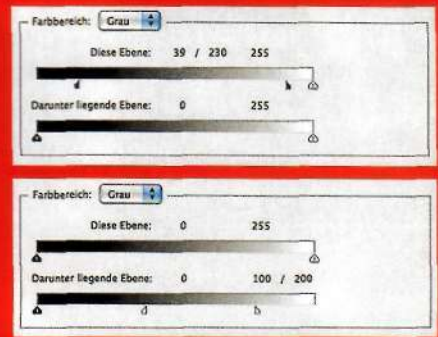 Farbbereich: Grau
Diese Ebene: 39 / 230 255
Darunter liegende Ebene: 0 255
Farbbereich: Grau
Diese Ebene: 0 255
Darunter liegende Ebene: 0 100 / 200